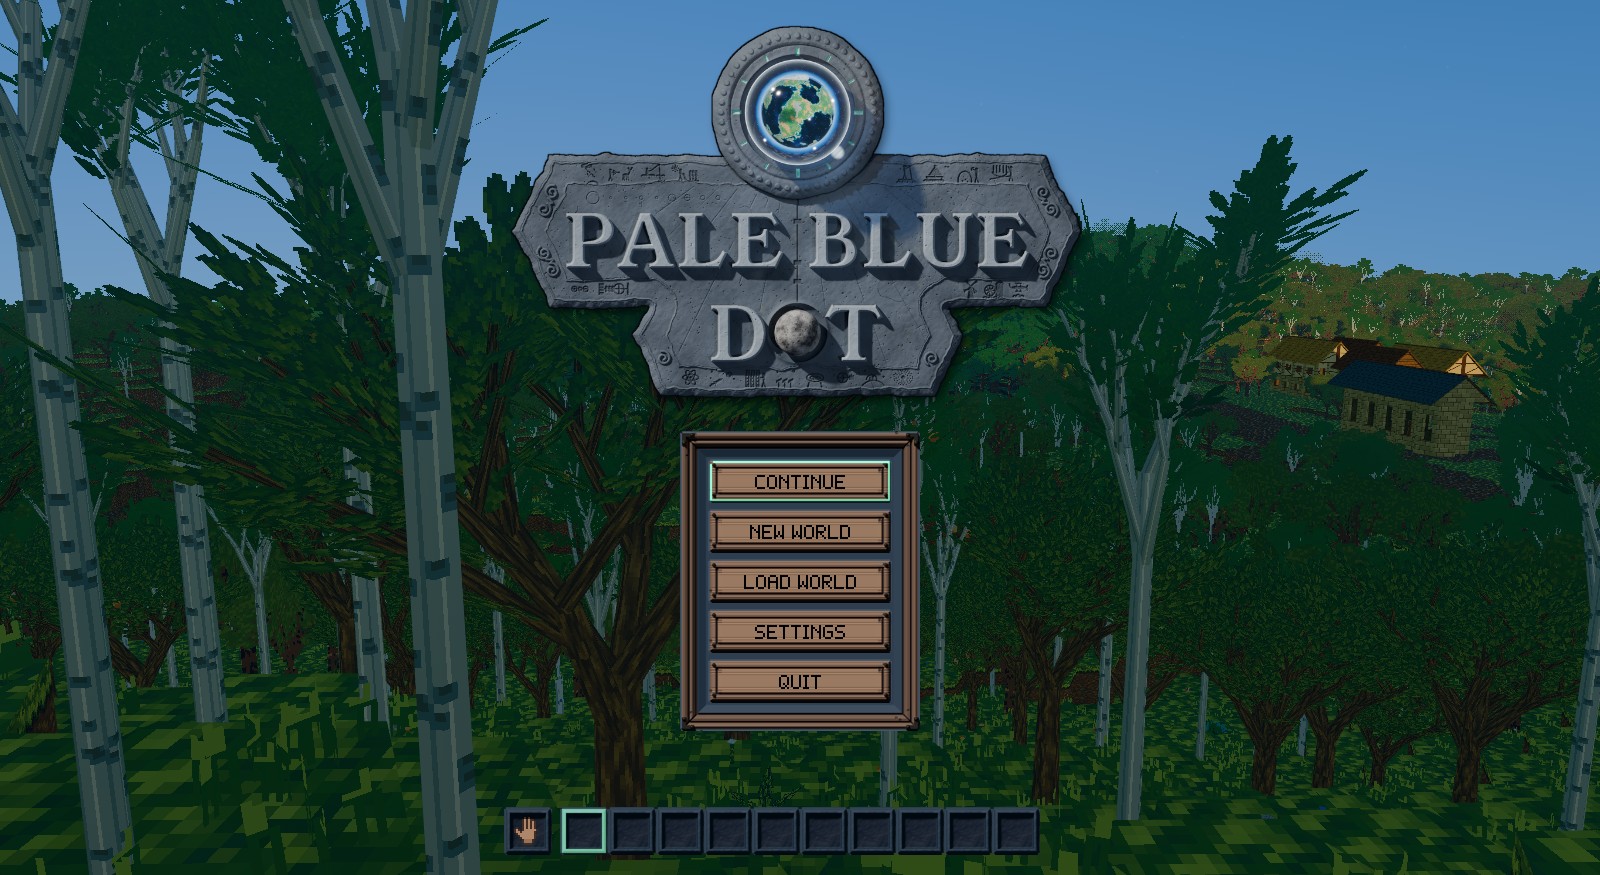 PALE BLUE
DOT
CONTINUE
NEW WORLD
LOAD WORLD
SETTINGS
QUIT